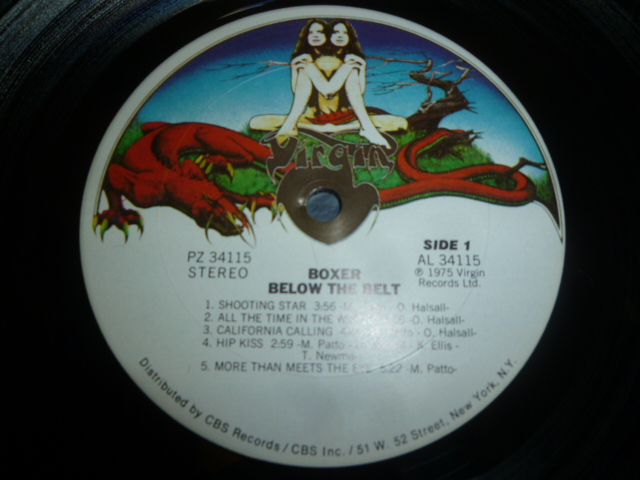 Virgin
PZ 34115
STEREO
SIDE 1
AL 34115
℗ 1975 Virgin
Records Ltd.
BOXER
BELOW THE BELT
1. SHOOTING STAR 3:56 -M. O. Halsall-
2. ALL THE TIME IN THE O. Halsall-
3. CALIFORNIA CALLING O. Halsall-
4. HIP KISS 2:59 -M. Patto- K. Ellis -
T. Newman-
5. MORE THAN MEETS THE EYE 5:22 -M. Patto-
Distributed by CBS Records / CBS Inc. / 51 W. 52 Street, New York, N.Y.